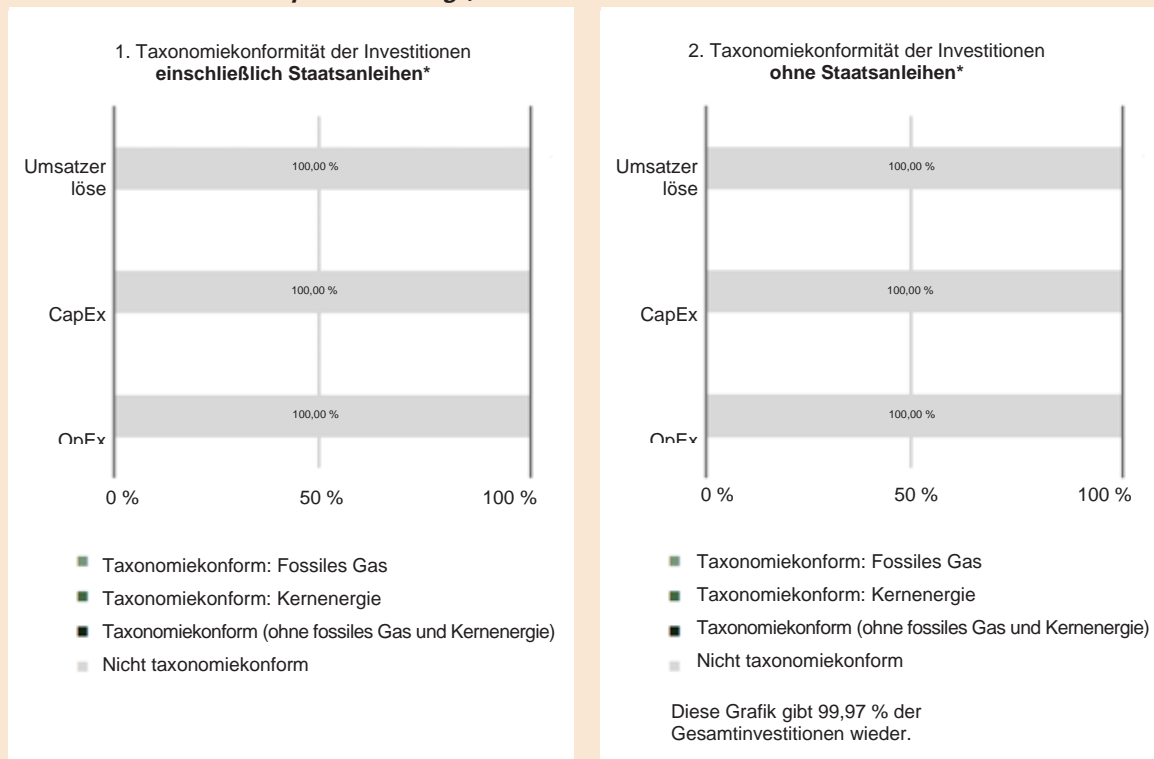 1. Taxonomiekonformität der Investitionen
einschließlich Staatsanleihen*
Umsatzer
löse
100,00 %
CapEx
100,00 %
OpEx
100,00 %
0 %
50 %
100 %
Taxonomiekonform: Fossiles Gas
Taxonomiekonform: Kernenergie
Taxonomiekonform (ohne fossiles Gas und Kernenergie)
Nicht taxonomiekonform
2. Taxonomiekonformität der Investitionen
ohne Staatsanleihen*
Umsatzer
löse
100,00 %
CapEx
100,00 %
OpEx
100,00 %
0 %
50 %
100 %
Taxonomiekonform: Fossiles Gas
Taxonomiekonform: Kernenergie
Taxonomiekonform (ohne fossiles Gas und Kernenergie)
Nicht taxonomiekonform
Diese Grafik gibt 99,97 % der
Gesamtinvestitionen wieder.